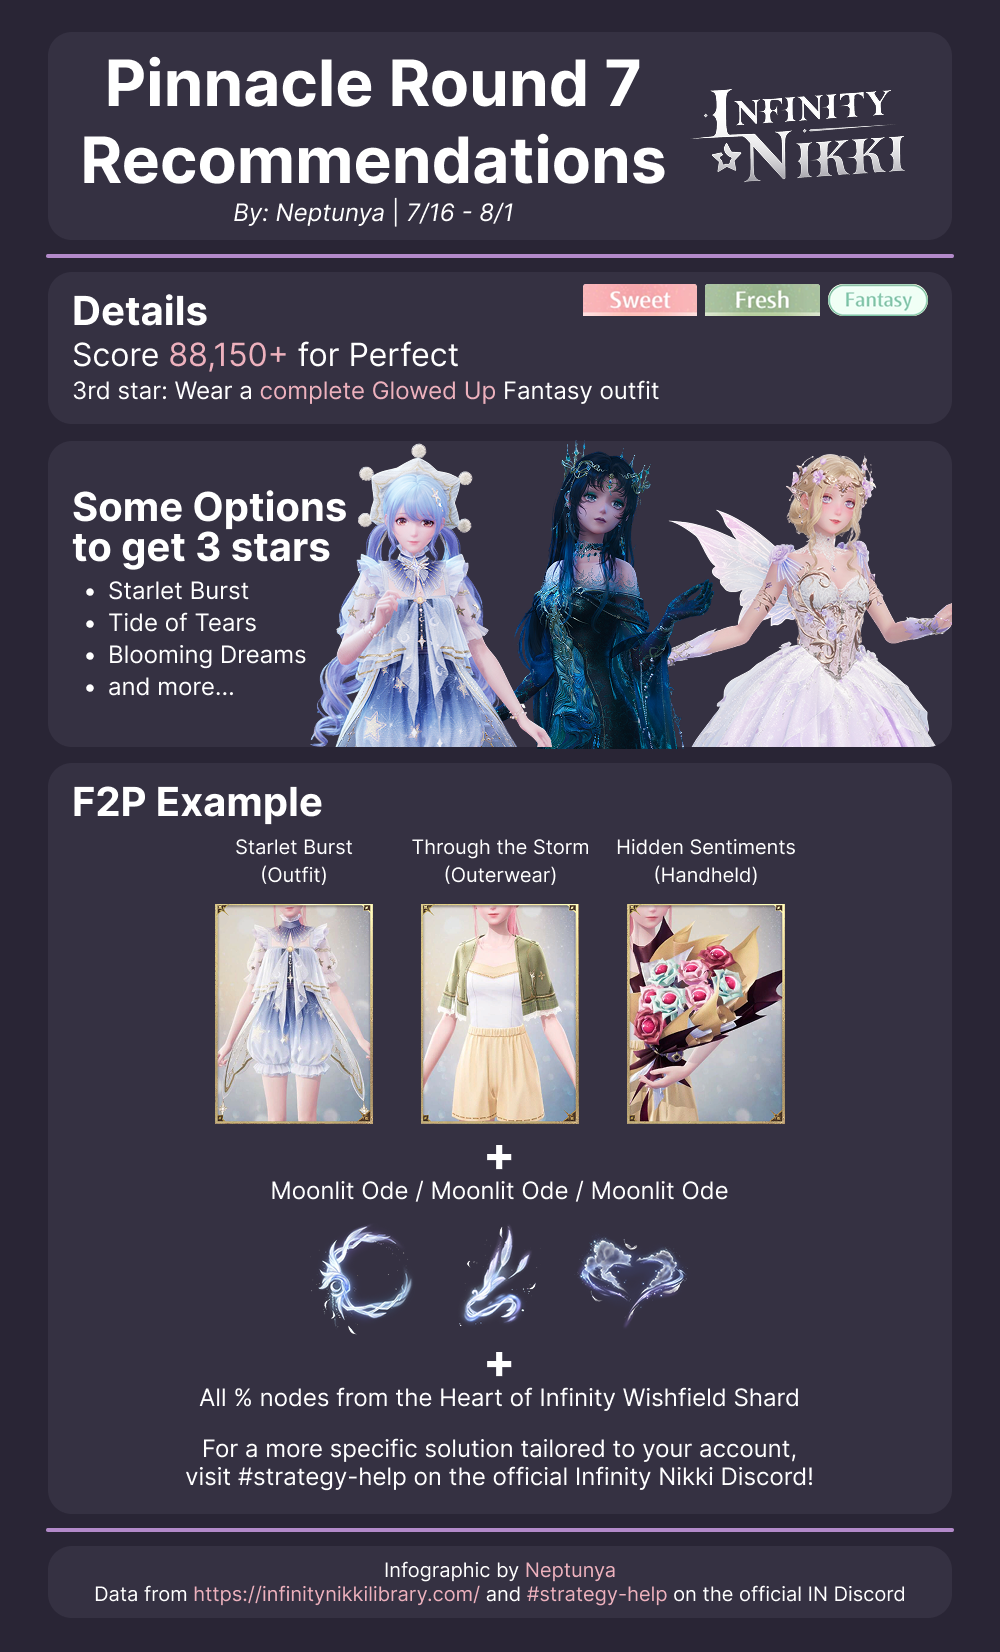 Pinnacle Round 7
Recommendations
By: Neptunya | 7/16 - 8/1
INFINITY
NIKKI
Details
Sweet
Fresh
Fantasy
Score 88,150+ for Perfect
3rd star: Wear a complete Glowed Up Fantasy outfit
Some Options
to get 3 stars
• Starlet Burst
• Tide of Tears
• Blooming Dreams
• and more...
F2P Example
Starlet Burst
(Outfit)
Through the Storm
(Outerwear)
Hidden Sentiments
(Handheld)
+
Moonlit Ode / Moonlit Ode / Moonlit Ode
+
All % nodes from the Heart of Infinity Wishfield Shard
For a more specific solution tailored to your account,
visit #strategy-help on the official Infinity Nikki Discord!
Infographic by Neptunya
Data from https://infinitynikkilibrary.com/ and #strategy-help on the official IN Discord